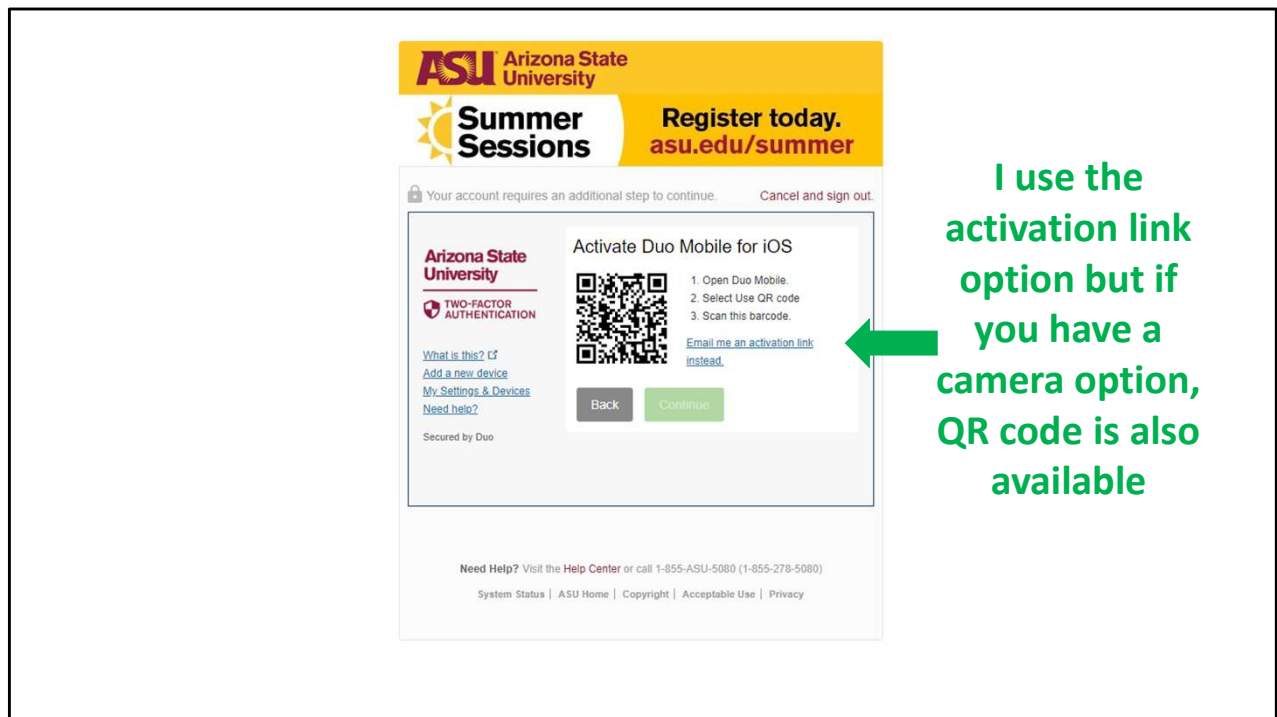 ASU Arizona State University
Summer Sessions
Register today.
asu.edu/summer
Your account requires an additional step to continue.
Cancel and sign out.
Arizona State
University
TWO-FACTOR
AUTHENTICATION
What is this?
Add a new device
My Settings & Devices
Need help?
Secured by Duo
Activate Duo Mobile for iOS
1. Open Duo Mobile.
2. Select Use QR code
3. Scan this barcode.
Email me an activation link
instead.
Back
Continue
Need Help? Visit the Help Center or call 1-855-ASU-5080 (1-855-278-5080)
System Status | ASU Home | Copyright | Acceptable Use | Privacy
I use the
activation link
option but if
you have a
camera option,
QR code is also
available